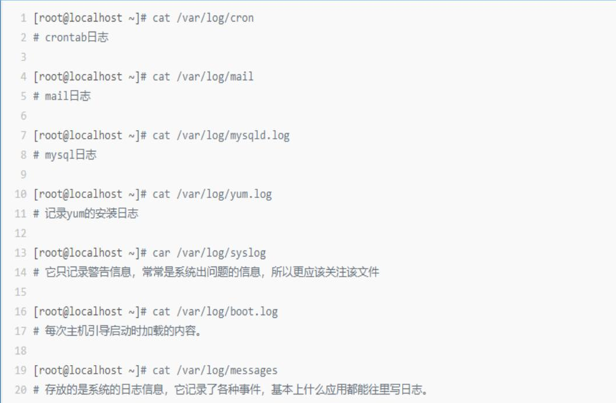 1 [root@localhost ~]# cat /var/log/cron
2 # crontab日志
3
4 [root@localhost ~]# cat /var/log/mail
5 # mail日志
6
7 [root@localhost ~]# cat /var/log/mysqld.log
8 # mysql日志
9
10 [root@localhost ~]# cat /var/log/yum.log
11 # 记录yum的安装日志
12
13 [root@localhost ~]# car /var/log/syslog
14 # 它只记录警告信息，常常是系统出问题的信息，所以更应该关注该文件
15
16 [root@localhost ~]# cat /var/log/boot.log
17 # 每次主机引导启动时加载的内容。
18
19 [root@localhost ~]# cat /var/log/messages
20 # 存放的是系统的日志信息，它记录了各种事件，基本上什么应用都能往里写日志。